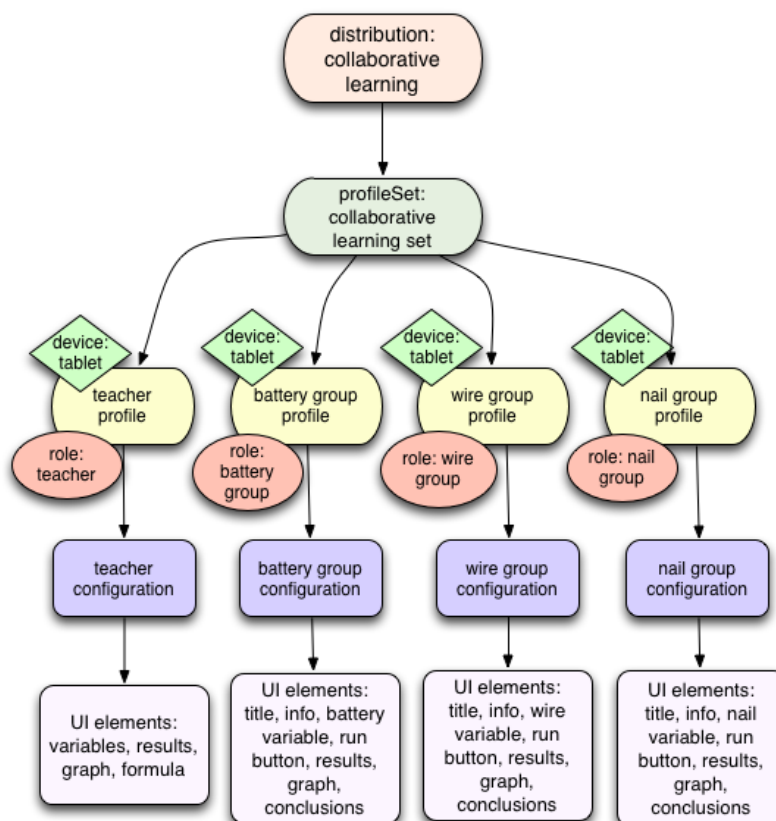 distribution:
collaborative
learning
profileSet:
collaborative
learning set
device:
tablet
device:
tablet
device:
tablet
device:
tablet
teacher
profile
battery group
profile
wire group
profile
nail group
profile
role:
teacher
role:
battery
group
role: wire
group
role: nail
group
teacher
configuration
battery group
configuration
wire group
configuration
nail group
configuration
UI elements:
variables, results,
graph, formula
UI elements:
title, info, battery
variable, run
button, results,
graph,
conclusions
UI elements:
title, info, wire
variable, run
button, results,
graph,
conclusions
UI elements:
title, info, nail
variable, run
button, results,
graph,
conclusions